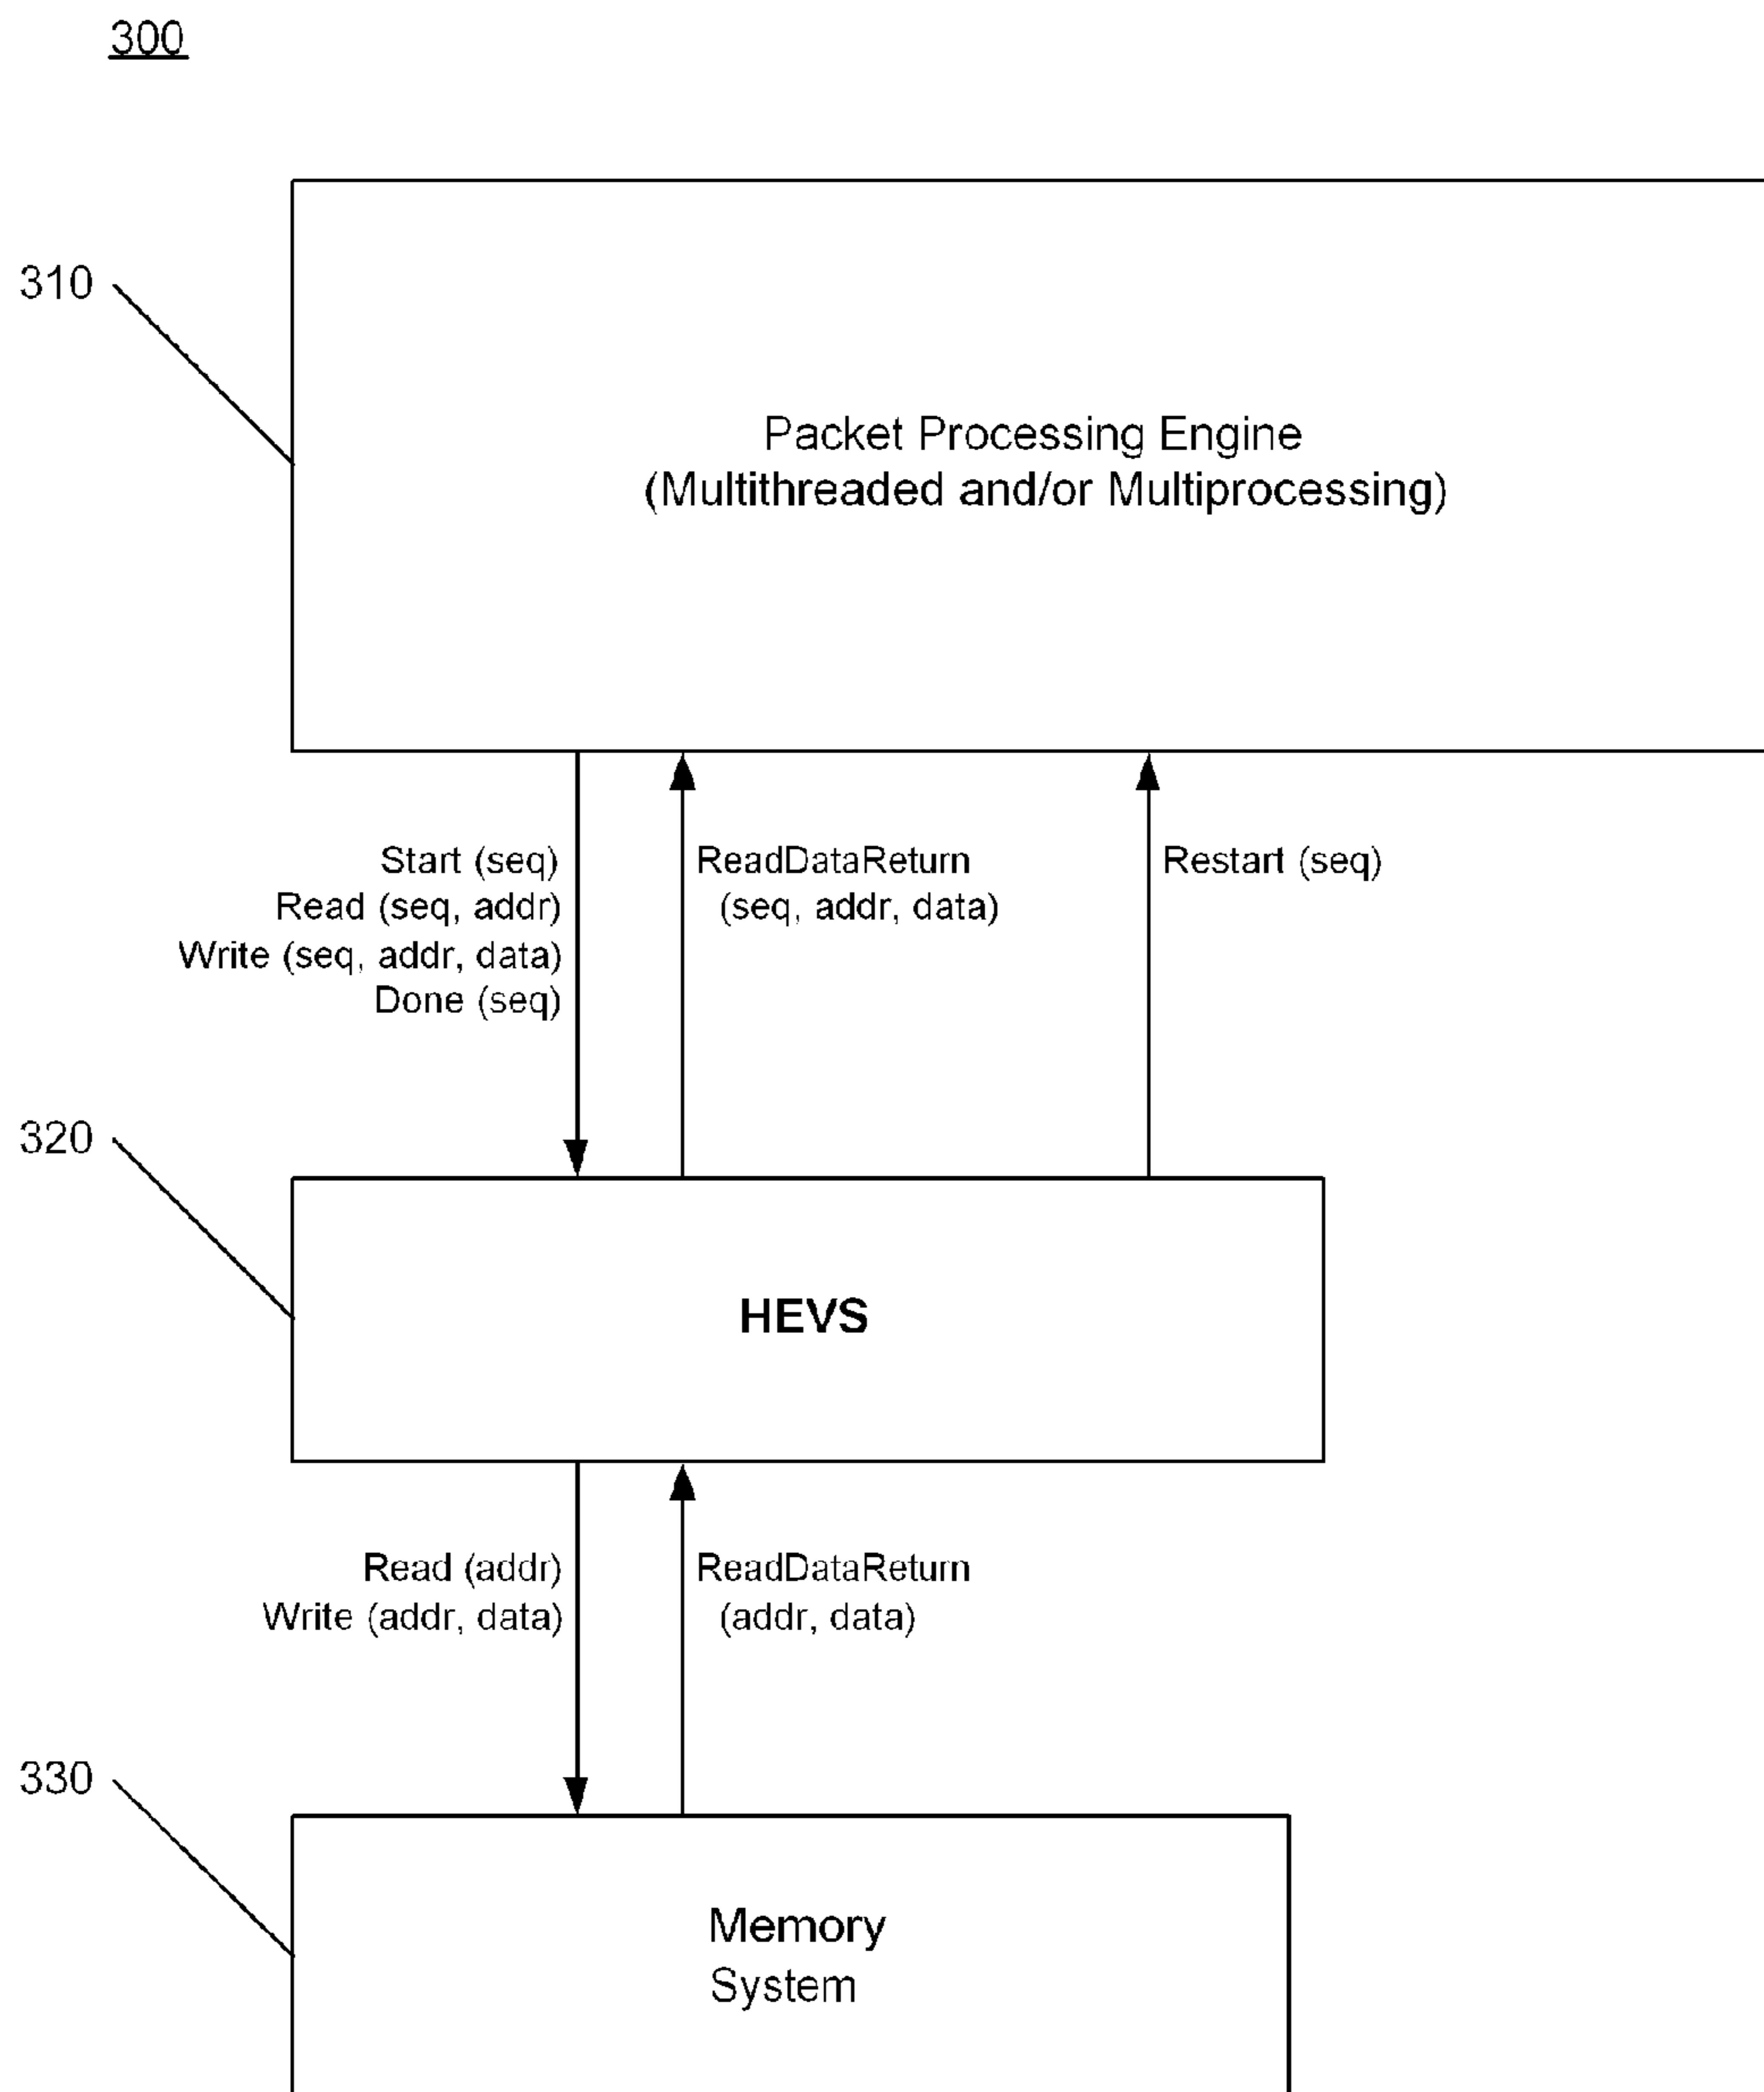 300
310
Packet Processing Engine
(Multithreaded and/or Multiprocessing)
Start (seq)
Read (seq, addr)
Write (seq, addr, data)
Done (seq)
ReadDataReturn
(seq, addr, data)
Restart (seq)
320
HEVS
Read (addr)
Write (addr, data)
ReadDataReturn
(addr, data)
330
Memory
System